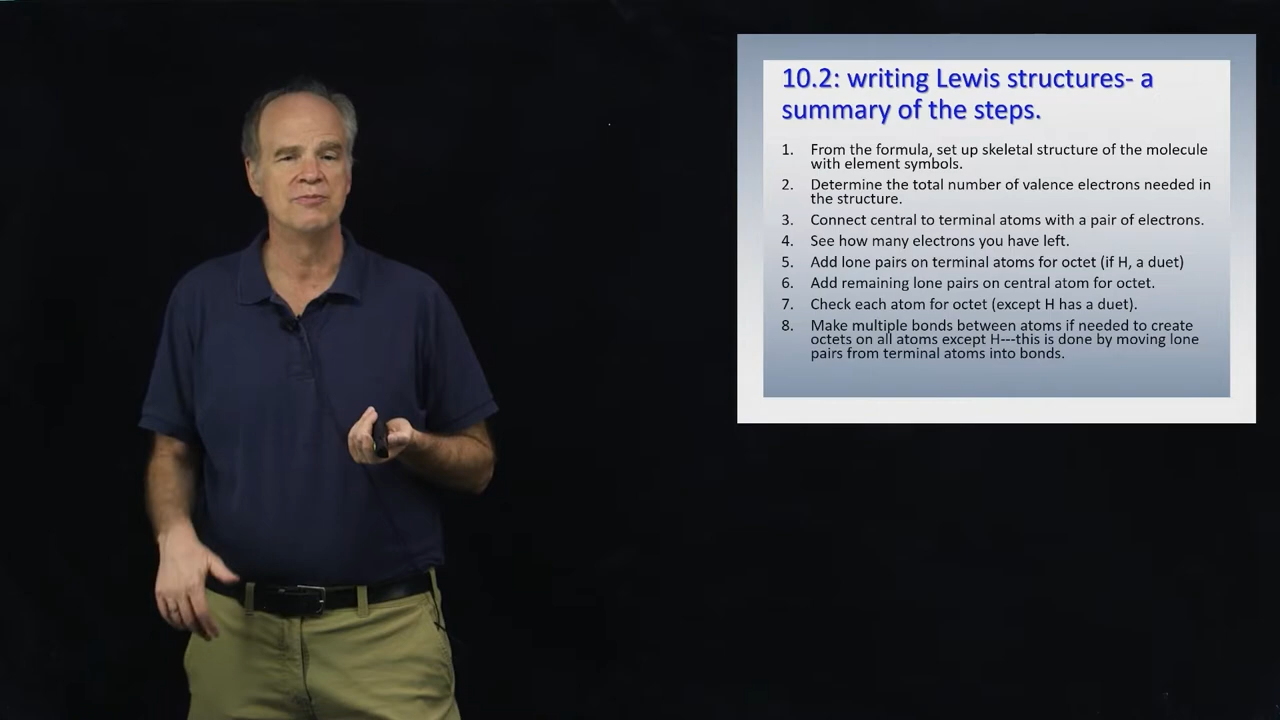 10.2: writing Lewis structures- a
summary of the steps.
1. From the formula, set up skeletal structure of the molecule
with element symbols.
2. Determine the total number of valence electrons needed in
the structure.
3. Connect central to terminal atoms with a pair of electrons.
4. See how many electrons you have left.
5. Add lone pairs on terminal atoms for octet (if H, a duet)
6. Add remaining lone pairs on central atom for octet.
7. Check each atom for octet (except H has a duet).
8. Make multiple bonds between atoms if needed to create
octets on all atoms except H---this is done by moving lone
pairs from terminal atoms into bonds.